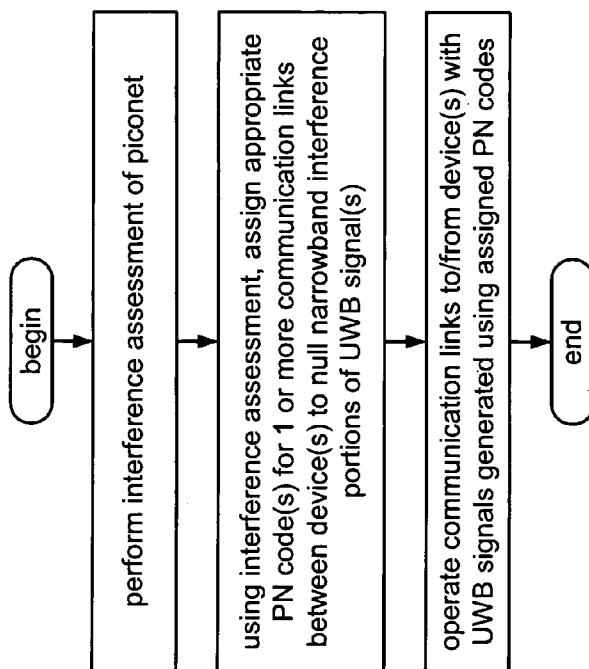 begin
perform interference assessment of piconet
using interference assessment, assign appropriate
PN code(s) for 1 or more communication links
between device(s) to null narrowband interference
portions of UWB signal(s)
operate communication links to/from device(s) with
UWB signals generated using assigned PN codes
end